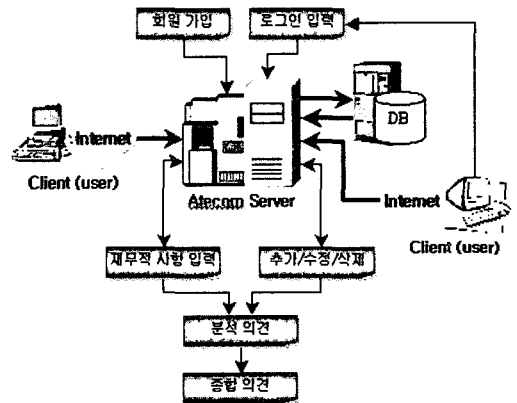 회원 가입
로그인 입력
DB
Internet
Client (user)
Atecom Server
Internet
Client (user)
재무적 사항 입력
추가/수정/삭제
분석 의견
종합 의견